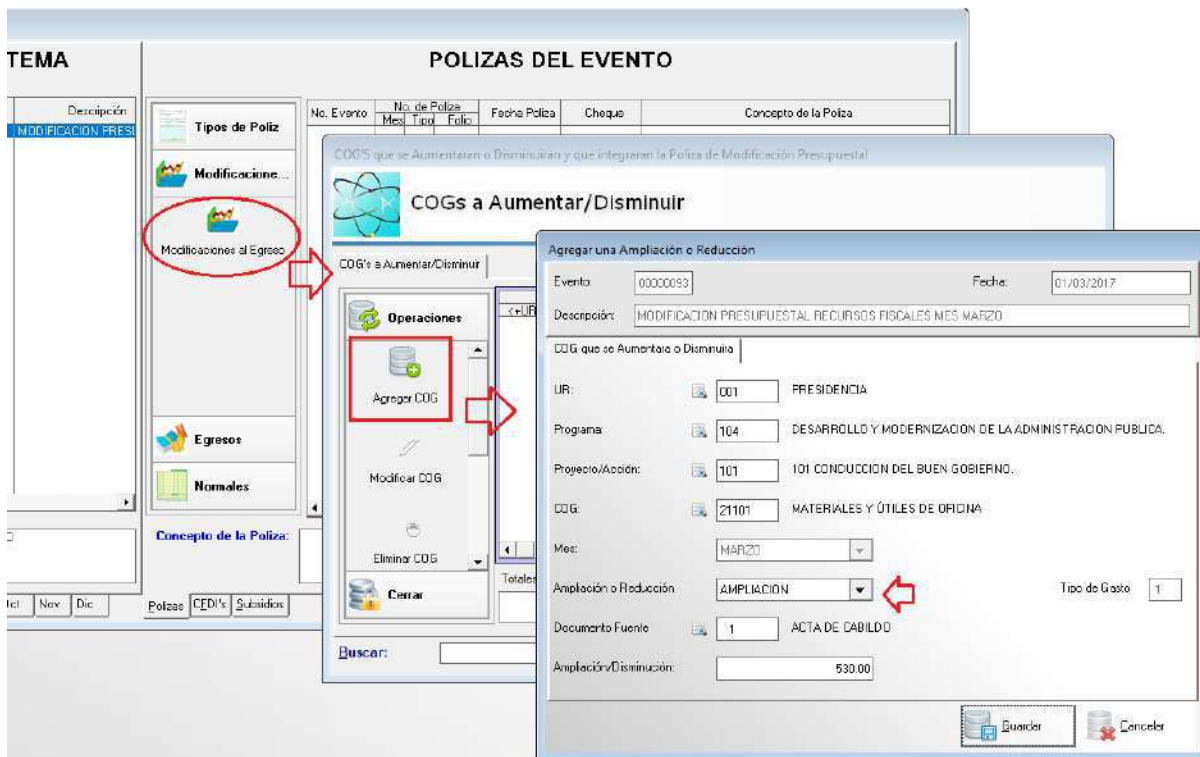 TEMA
POLIZAS DEL EVENTO
Descripción
MODIFICACION PRESU
Tipos de Poliz
Modificacione...
Modificaciones al Egreso
Egresos
Normales
No. Evento
No. de Poliza
Mes Tipo Folio
Fecha Poliza
Cheque
Concepto de la Poliza
Concepto de la Poliza:
Nov Dic
Polizas CFDI's Subsidios
COG'S que se Aumentaran o Disminuiran y que integraran la Poliza de Modificación Presupuestal
COGs a Aumentar/Disminuir
COG's a Aumentar/Disminuir
Operaciones
Agregar COG
Modificar COG
Eliminar COG
Cerrar
<+UR
Totales
Buscar:
Agregar una Ampliación o Reducción
Evento: 00000093 Fecha: 01/03/2017
Descripción: MODIFICACION PRESUPUESTAL RECURSOS FISCALES MES MARZO
COG que se Aumentara o Disminuira
UR: 001 PRESIDENCIA
Programa: 104 DESARROLLO Y MODERNIZACION DE LA ADMINISTRACION PUBLICA.
Proyecto/Acción: 101 101 CONDUCCION DEL BUEN GOBIERNO.
COG: 21101 MATERIALES Y ÚTILES DE OFICINA
Mes: MARZO
Ampliación o Reducción AMPLIACION Tipo de Gasto 1
Documento Fuente 1 ACTA DE CABILDO
Ampliación/Disminución: 530.00
Guardar Cancelar